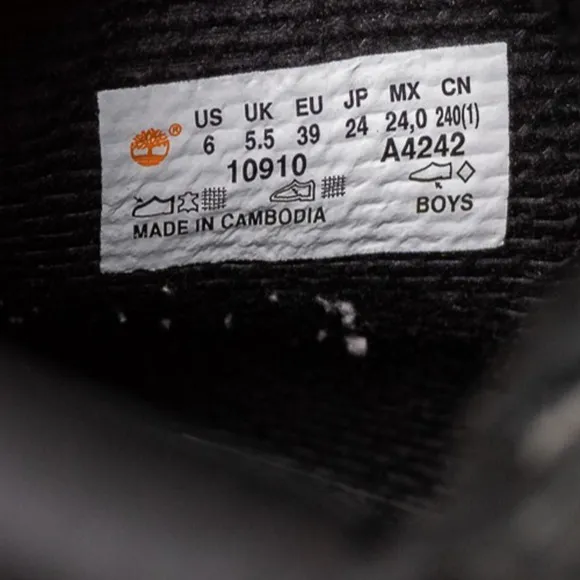 US UK EU JP MX CN
6 5.5 39 24 24,0 240(1)
10910 A4242
MADE IN CAMBODIA BOYS
®